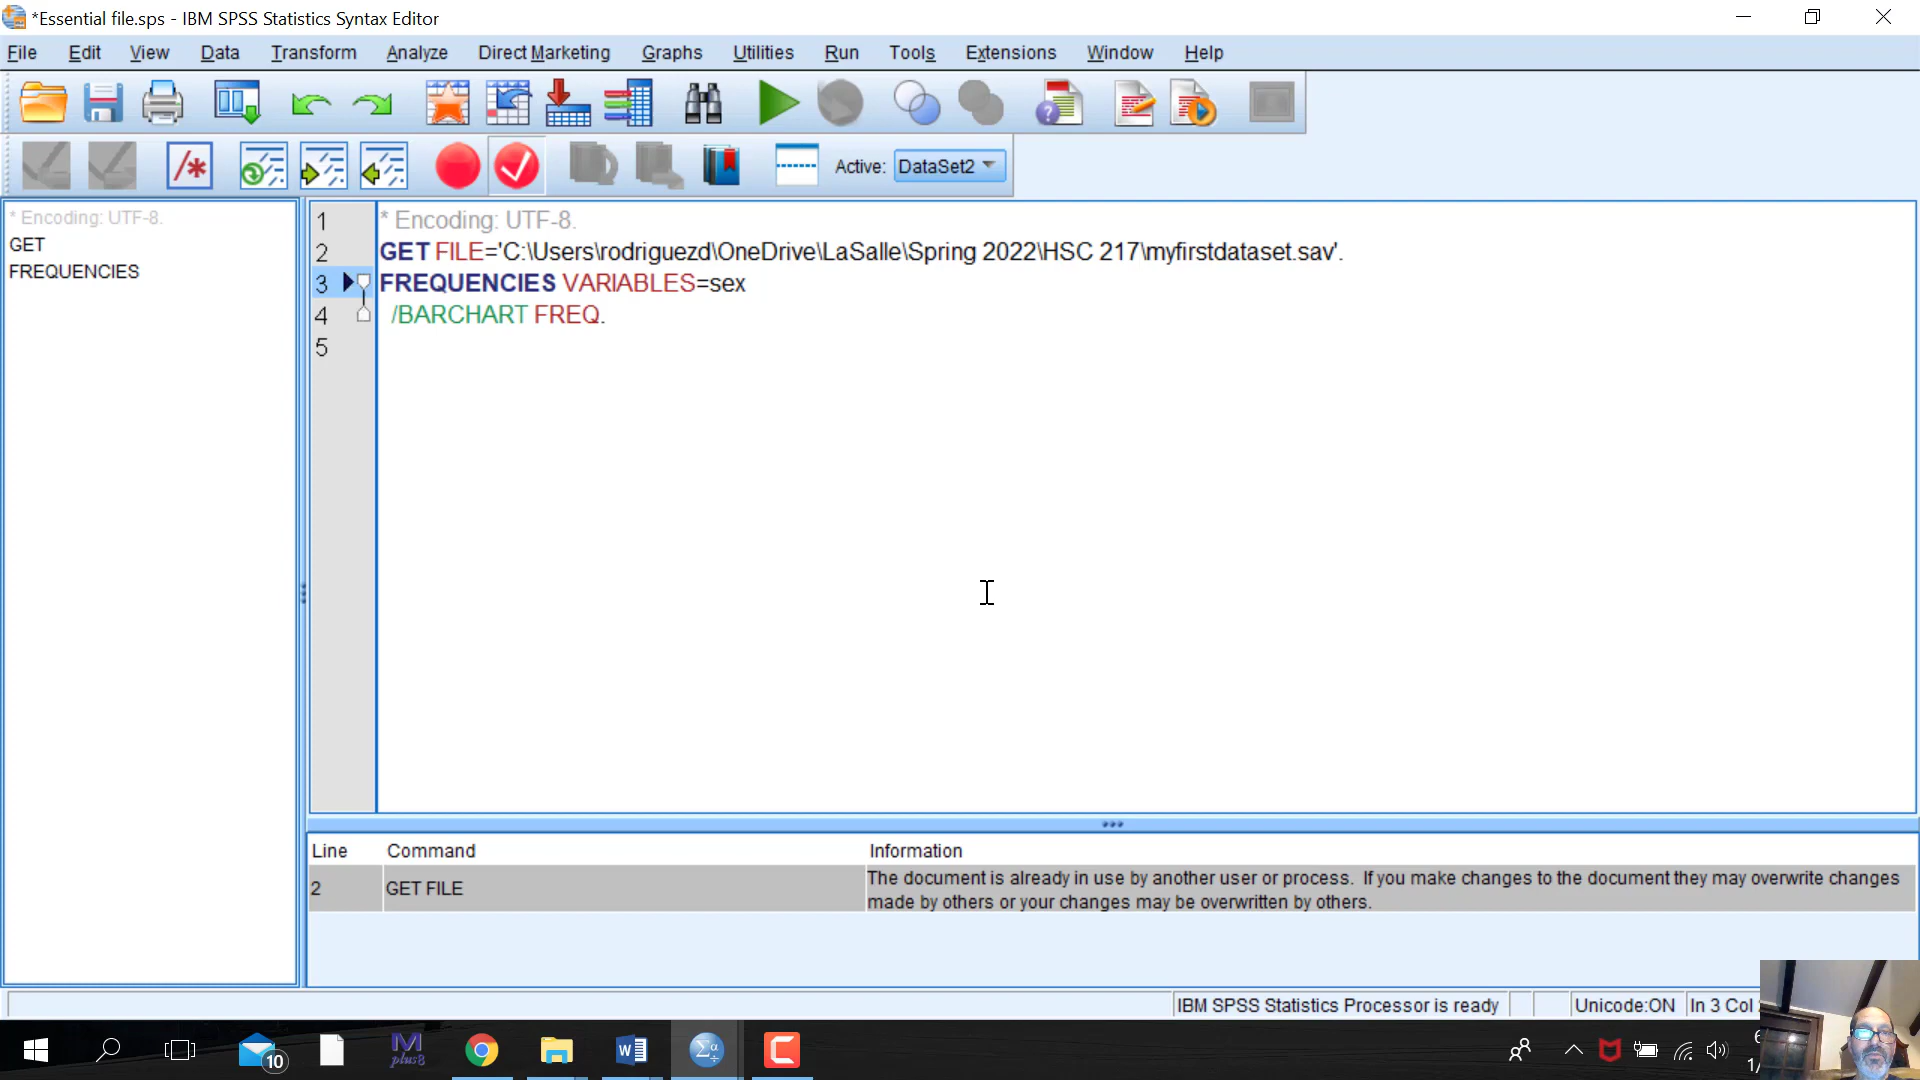 *Essential file.sps - IBM SPSS Statistics Syntax Editor
File Edit View Data Transform Analyze Direct Marketing Graphs Utilities Run Tools Extensions Window Help
/*
Active: DataSet2
* Encoding: UTF-8.
GET
FREQUENCIES
1 * Encoding: UTF-8.
2 GET FILE='C:\Users\rodriguezd\OneDrive\LaSalle\Spring 2022\HSC 217\myfirstdataset.sav'.
3 FREQUENCIES VARIABLES=sex
4 /BARCHART FREQ.
5
Line Command Information
2 GET FILE The document is already in use by another user or process. If you make changes to the document they may overwrite changes
made by others or your changes may be overwritten by others.
IBM SPSS Statistics Processor is ready Unicode:ON In 3 Col
10
M
plus8